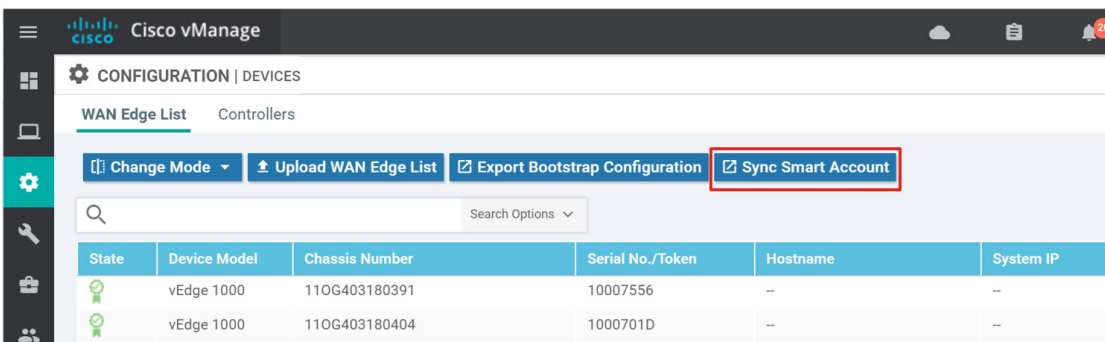 cisco
Cisco vManage
CONFIGURATION | DEVICES
WAN Edge List Controllers
Change Mode Upload WAN Edge List Export Bootstrap Configuration Sync Smart Account
Search Options
State Device Model Chassis Number Serial No./Token Hostname System IP
vEdge 1000 11OG403180391 10007556 -- --
vEdge 1000 11OG403180404 1000701D -- --